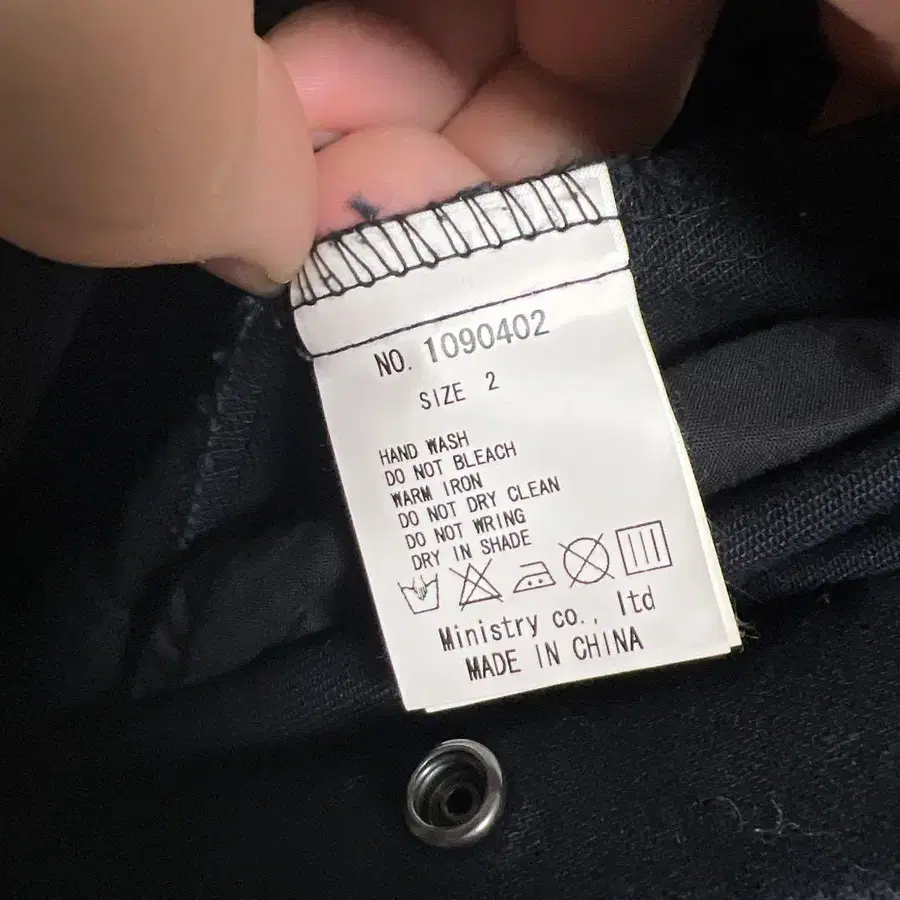 NO. 1090402
SIZE 2
HAND WASH
DO NOT BLEACH
WARM IRON
DO NOT DRY CLEAN
DO NOT WRING
DRY IN SHADE
Ministry co., ltd
MADE IN CHINA